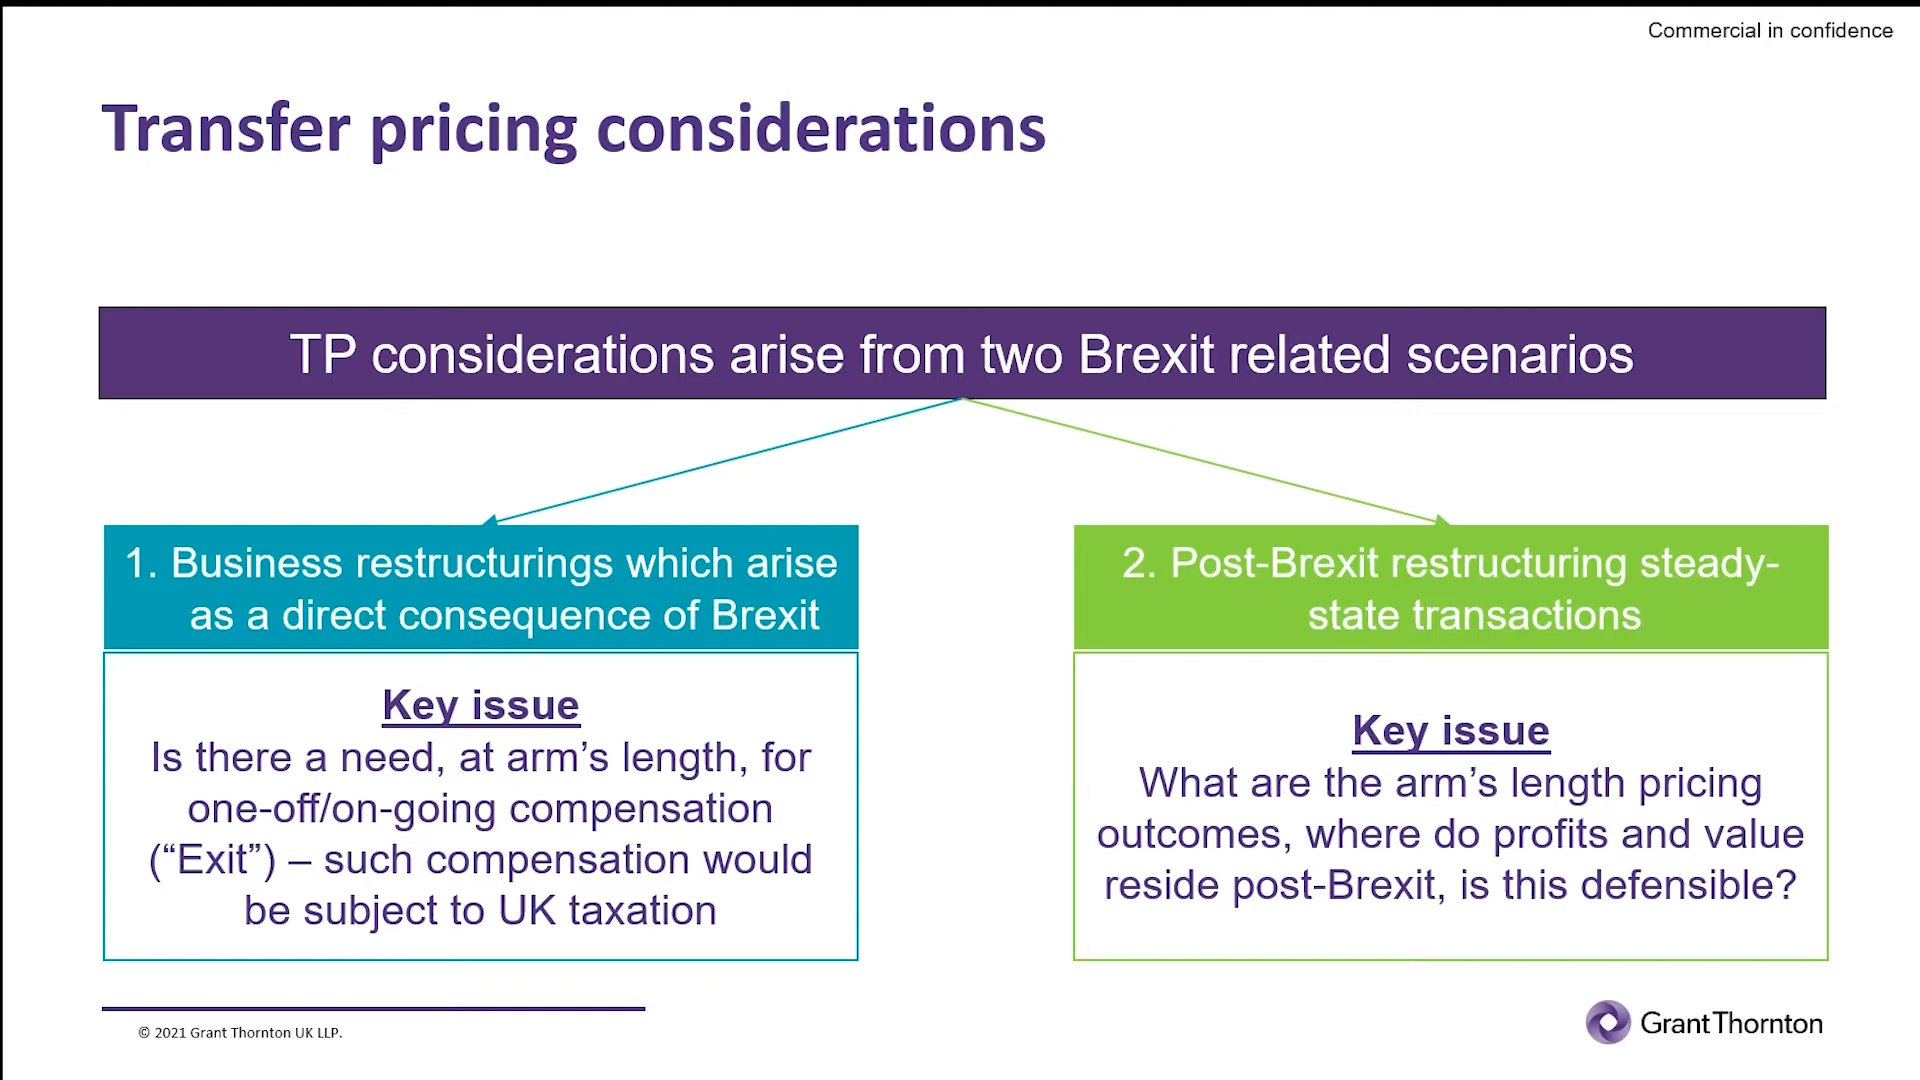 Commercial in confidence
Transfer pricing considerations
TP considerations arise from two Brexit related scenarios
1. Business restructurings which arise
as a direct consequence of Brexit
Key issue
Is there a need, at arm’s length, for
one-off/on-going compensation
(“Exit”) – such compensation would
be subject to UK taxation
2. Post-Brexit restructuring steady-
state transactions
Key issue
What are the arm’s length pricing
outcomes, where do profits and value
reside post-Brexit, is this defensible?
© 2021 Grant Thornton UK LLP.
Grant Thornton